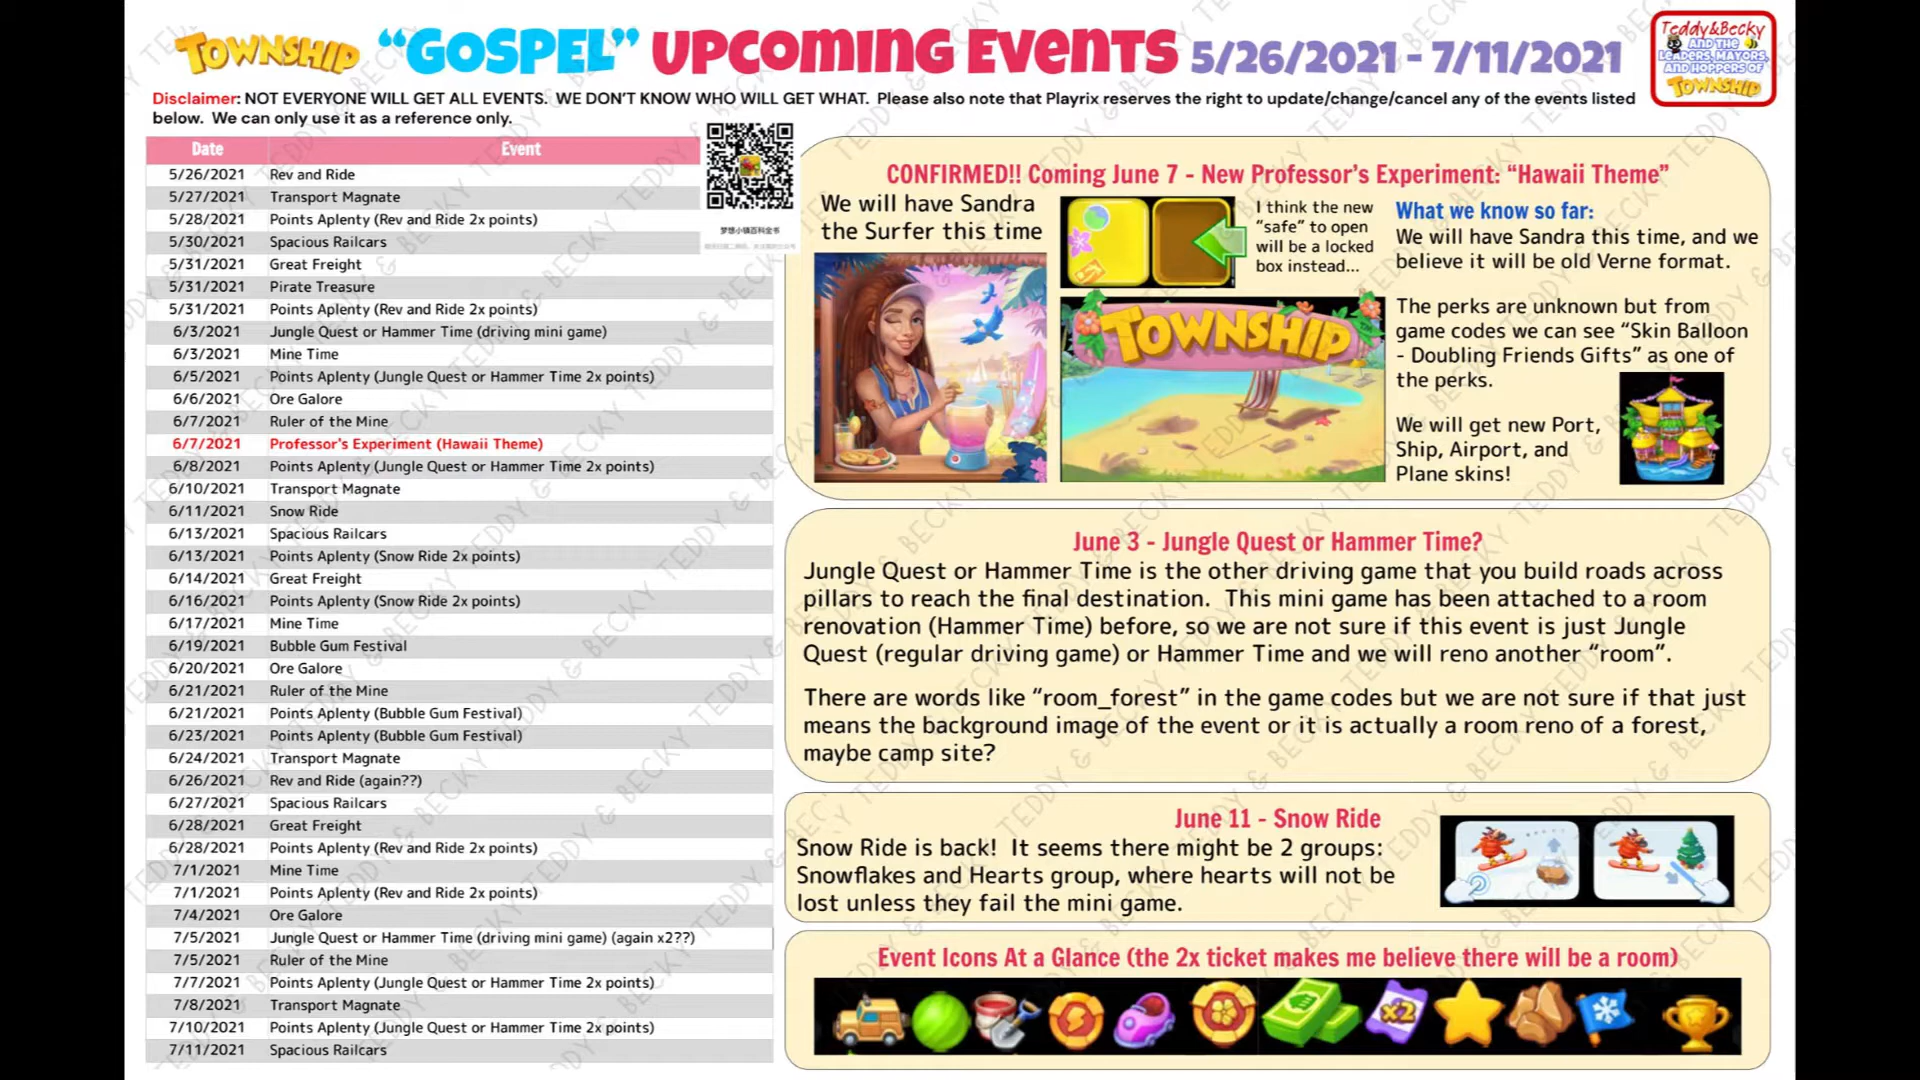 TOWNSHIP "GOSPEL" UPCOMING EVENTS 5/26/2021 - 7/11/2021
Teddy&Becky
AND THE
LEADERS, MAYORS,
AND HOPPERS OF
TOWNSHIP
Disclaimer: NOT EVERYONE WILL GET ALL EVENTS. WE DON'T KNOW WHO WILL GET WHAT. Please also note that Playrix reserves the right to update/change/cancel any of the events listed
below. We can only use it as a reference only.
Date Event
5/26/2021 Rev and Ride
5/27/2021 Transport Magnate
5/28/2021 Points Aplenty (Rev and Ride 2x points)
5/30/2021 Spacious Railcars
5/31/2021 Great Freight
5/31/2021 Pirate Treasure
5/31/2021 Points Aplenty (Rev and Ride 2x points)
6/3/2021 Jungle Quest or Hammer Time (driving mini game)
6/3/2021 Mine Time
6/5/2021 Points Aplenty (Jungle Quest or Hammer Time 2x points)
6/6/2021 Ore Galore
6/7/2021 Ruler of the Mine
6/7/2021 Professor's Experiment (Hawaii Theme)
6/8/2021 Points Aplenty (Jungle Quest or Hammer Time 2x points)
6/10/2021 Transport Magnate
6/11/2021 Snow Ride
6/13/2021 Spacious Railcars
6/13/2021 Points Aplenty (Snow Ride 2x points)
6/14/2021 Great Freight
6/16/2021 Points Aplenty (Snow Ride 2x points)
6/17/2021 Mine Time
6/19/2021 Bubble Gum Festival
6/20/2021 Ore Galore
6/21/2021 Ruler of the Mine
6/21/2021 Points Aplenty (Bubble Gum Festival)
6/23/2021 Points Aplenty (Bubble Gum Festival)
6/24/2021 Transport Magnate
6/26/2021 Rev and Ride (again??)
6/27/2021 Spacious Railcars
6/28/2021 Great Freight
6/28/2021 Points Aplenty (Rev and Ride 2x points)
7/1/2021 Mine Time
7/1/2021 Points Aplenty (Rev and Ride 2x points)
7/4/2021 Ore Galore
7/5/2021 Jungle Quest or Hammer Time (driving mini game) (again x2??)
7/5/2021 Ruler of the Mine
7/7/2021 Points Aplenty (Jungle Quest or Hammer Time 2x points)
7/8/2021 Transport Magnate
7/10/2021 Points Aplenty (Jungle Quest or Hammer Time 2x points)
7/11/2021 Spacious Railcars
梦想小镇百科全书
CONFIRMED!! Coming June 7 - New Professor's Experiment: "Hawaii Theme"
We will have Sandra
the Surfer this time
I think the new
"safe" to open
will be a locked
box instead...
TOWNSHIP
What we know so far:
We will have Sandra this time, and we
believe it will be old Verne format.
The perks are unknown but from
game codes we can see "Skin Balloon
- Doubling Friends Gifts" as one of
the perks.
We will get new Port,
Ship, Airport, and
Plane skins!
June 3 - Jungle Quest or Hammer Time?
Jungle Quest or Hammer Time is the other driving game that you build roads across
pillars to reach the final destination. This mini game has been attached to a room
renovation (Hammer Time) before, so we are not sure if this event is just Jungle
Quest (regular driving game) or Hammer Time and we will reno another "room".
There are words like "room_forest" in the game codes but we are not sure if that just
means the background image of the event or it is actually a room reno of a forest,
maybe camp site?
June 11 - Snow Ride
Snow Ride is back! It seems there might be 2 groups:
Snowflakes and Hearts group, where hearts will not be
lost unless they fail the mini game.
Event Icons At a Glance (the 2x ticket makes me believe there will be a room)
x2
TEDDY & BECKY